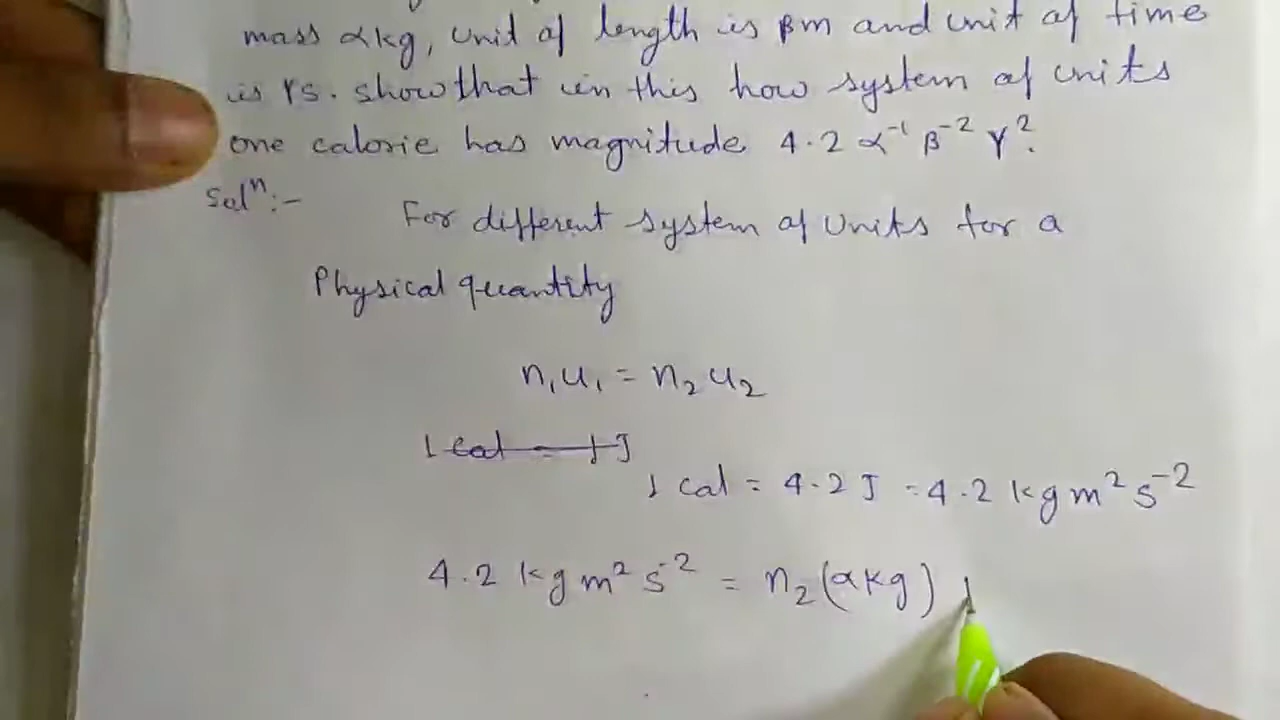 mass αkg, unit of length is βm and unit of time
is γs. show that in this how system of units
one calorie has magnitude 4.2 α⁻¹ β⁻² γ².
Solⁿ:-
For different system of units for a
Physical quantity
n₁u₁ = n₂u₂
1 cal = 1 J
1 cal = 4.2 J = 4.2 kg m² s⁻²
4.2 kg m² s⁻² = n₂(αkg)